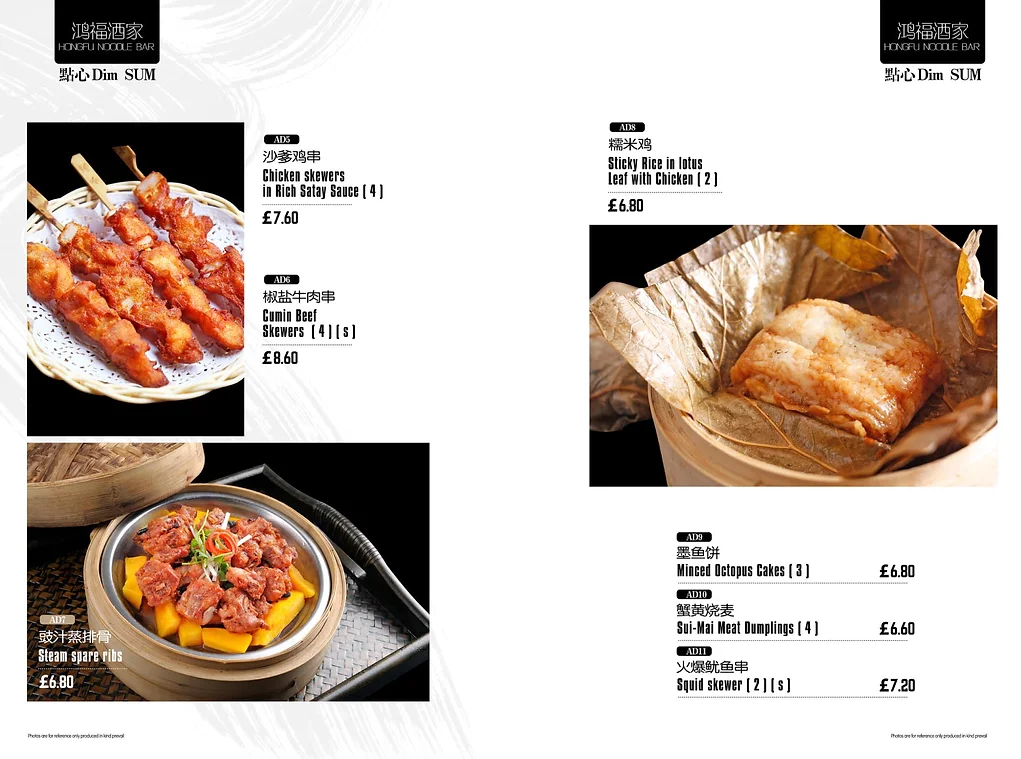 鸿福酒家
HONGFU NOODLE BAR
點心 Dim SUM
AD5
沙爹鸡串
Chicken skewers
in Rich Satay Sauce ( 4 )
£7.60
AD6
椒盐牛肉串
Cumin Beef
Skewers ( 4 ) ( s )
£8.60
AD7
豉汁蒸排骨
Steam spare ribs
£6.80
Photos are for reference only produced in kind prevail
鸿福酒家
HONGFU NOODLE BAR
點心 Dim SUM
AD8
糯米鸡
Sticky Rice in lotus
Leaf with Chicken ( 2 )
£6.80
AD9
墨鱼饼
Minced Octopus Cakes ( 3 ) £6.80
AD10
蟹黄烧麦
Sui-Mai Meat Dumplings ( 4 ) £6.60
AD11
火爆鱿鱼串
Squid skewer ( 2 ) ( s ) £7.20
Photos are for reference only produced in kind prevail